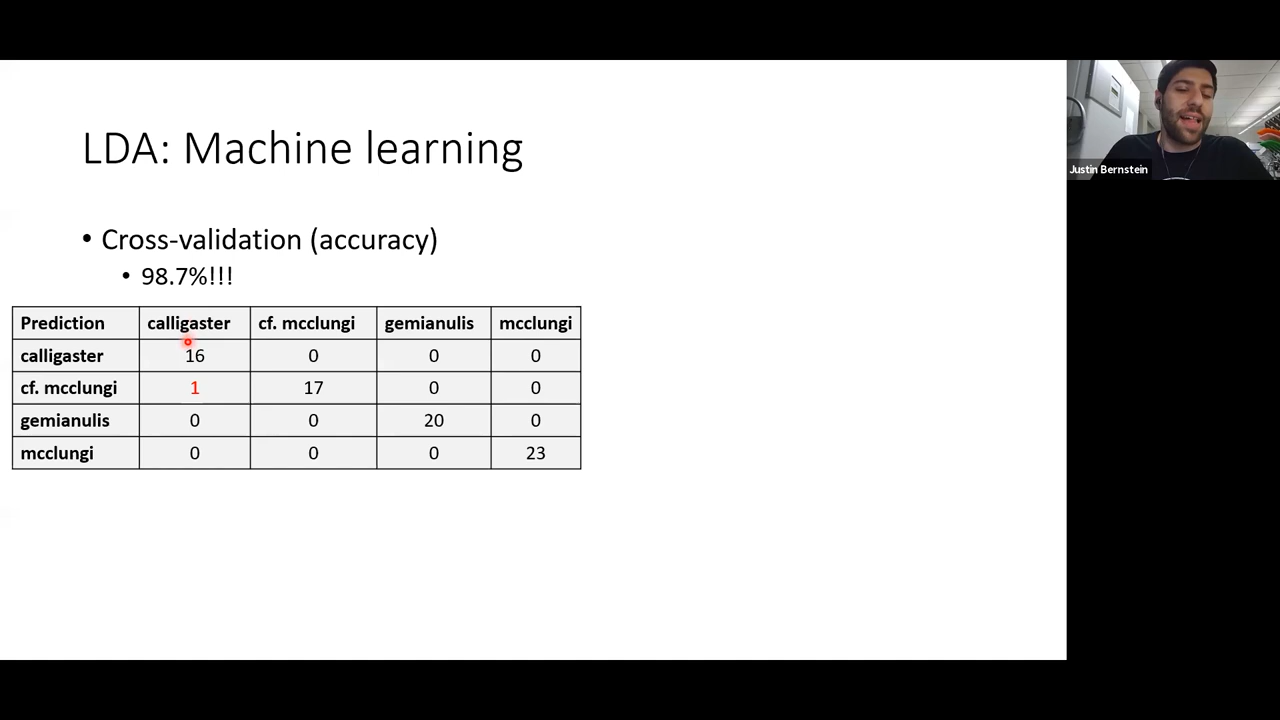 LDA: Machine learning
• Cross-validation (accuracy)
• 98.7%!!!
Prediction calligaster cf. mcclungi gemianulis mcclungi
calligaster 16 0 0 0
cf. mcclungi 1 17 0 0
gemianulis 0 0 20 0
mcclungi 0 0 0 23
Justin Bernstein